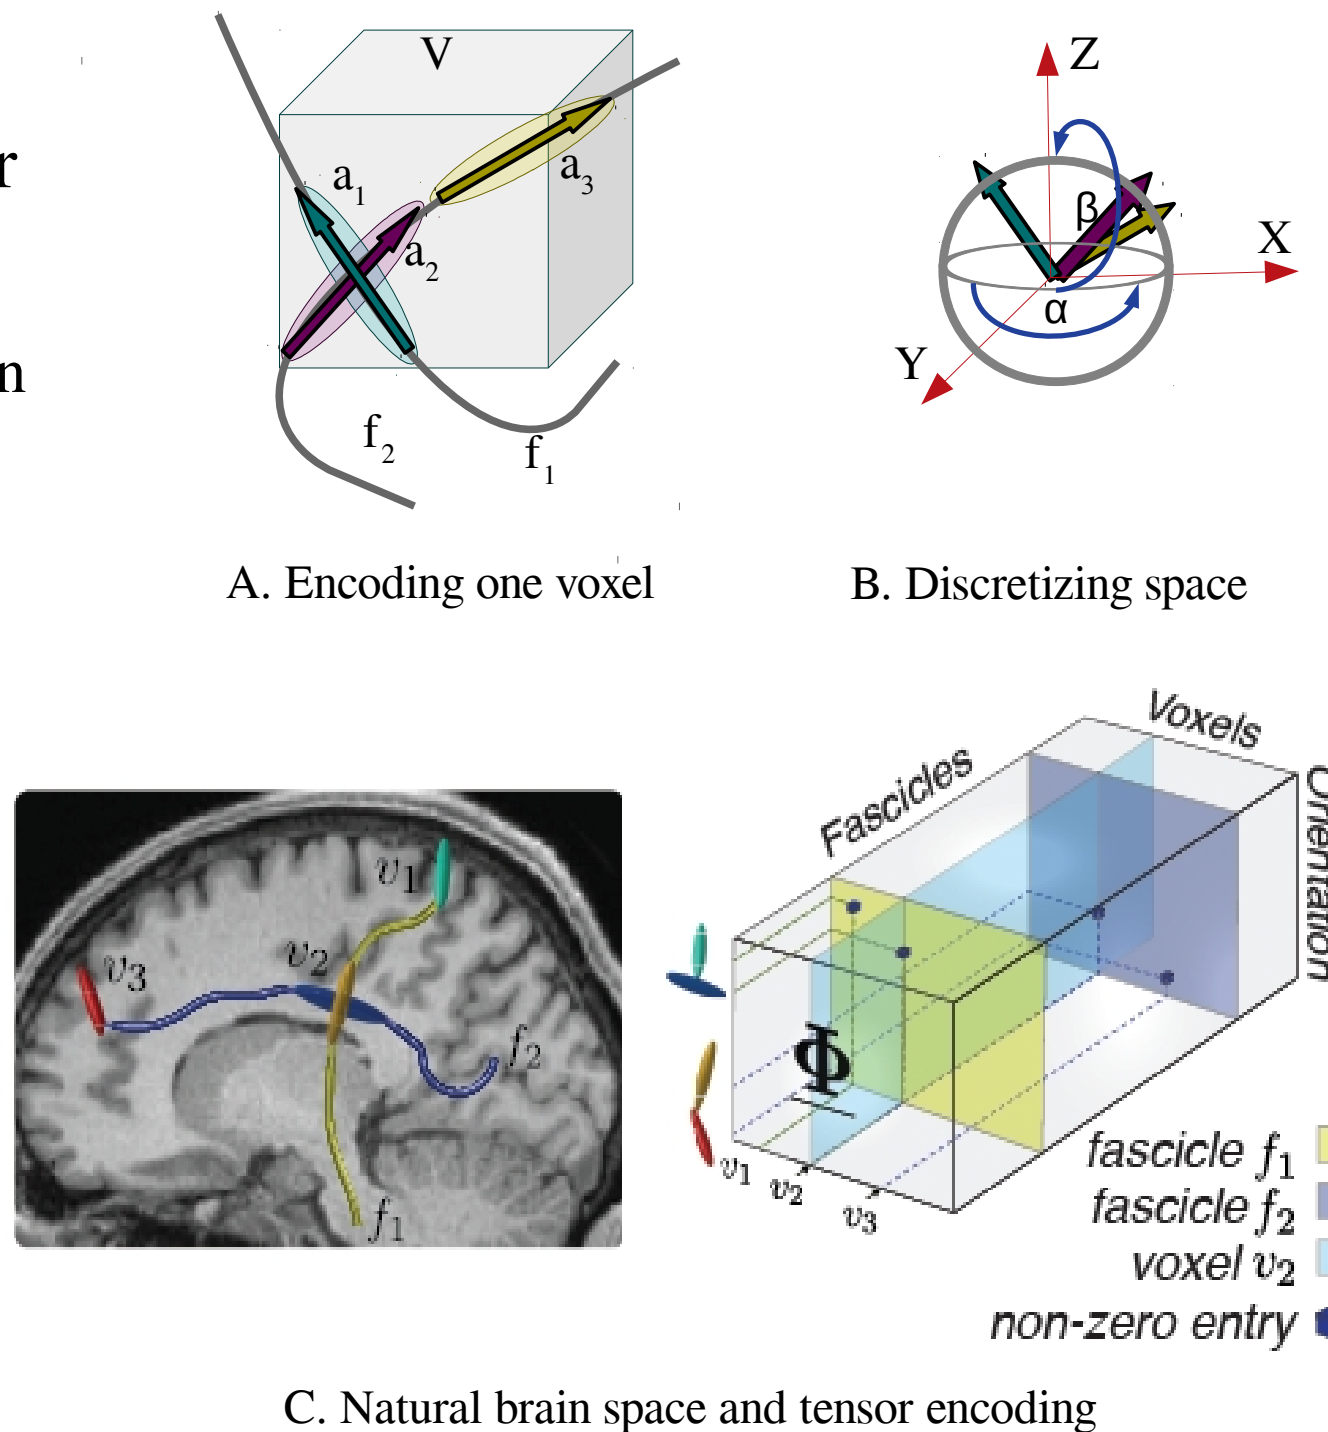 r
n
V
a1
a2
a3
f2
f1
Z
X
Y
β
α
A. Encoding one voxel
B. Discretizing space
v1
v2
v3
f2
f1
Voxels
Fascicles
Orientation
Φ
v1
v2
v3
fascicle f1
fascicle f2
voxel v2
non-zero entry
C. Natural brain space and tensor encoding